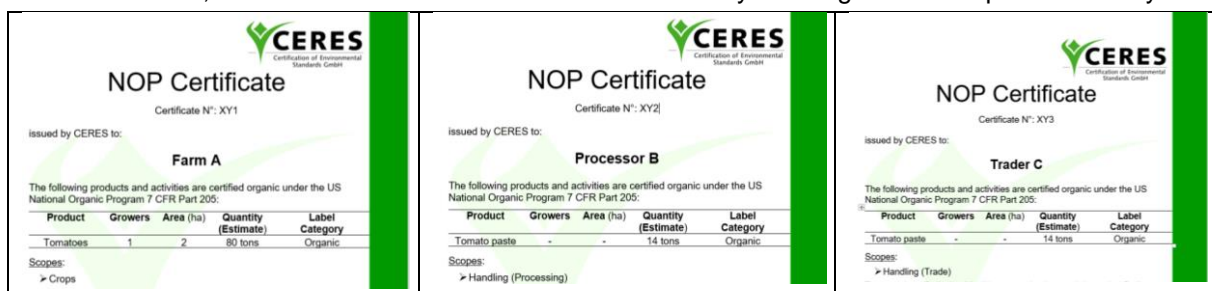 CERES
Certification of Environmental
Standards GmbH
NOP Certificate
Certificate N°: XY1
issued by CERES to:
Farm A
The following products and activities are certified organic under the US
National Organic Program 7 CFR Part 205:
Product Growers Area (ha) Quantity (Estimate) Label Category
Tomatoes 1 2 80 tons Organic
Scopes:
➢ Crops
CERES
Certification of Environmental
Standards GmbH
NOP Certificate
Certificate N°: XY2
issued by CERES to:
Processor B
The following products and activities are certified organic under the US
National Organic Program 7 CFR Part 205:
Product Growers Area (ha) Quantity (Estimate) Label Category
Tomato paste - - 14 tons Organic
Scopes:
➢ Handling (Processing)
CERES
Certification of Environmental
Standards GmbH
NOP Certificate
Certificate N°: XY3
issued by CERES to:
Trader C
The following products and activities are certified organic under the US
National Organic Program 7 CFR Part 205:
Product Growers Area (ha) Quantity (Estimate) Label Category
Tomato paste - - 14 tons Organic
Scopes:
➢ Handling (Trade)